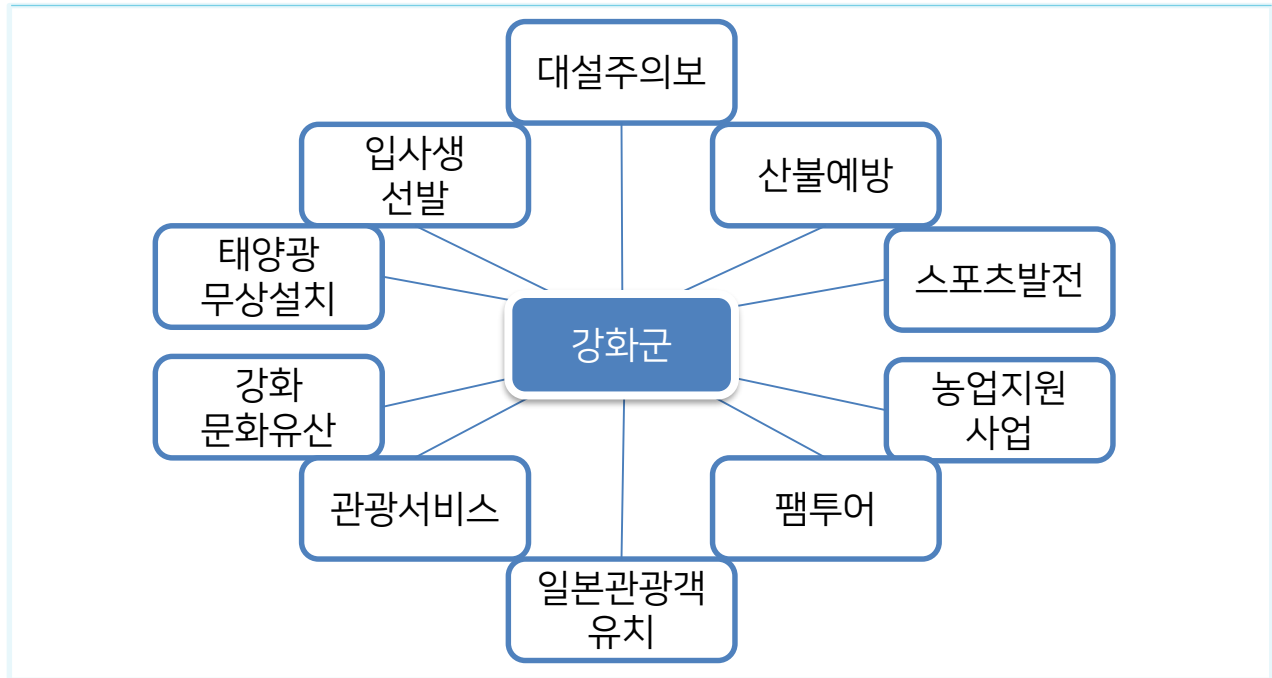 대설주의보
입사생
선발
산불예방
태양광
무상설치
스포츠발전
강화군
강화
문화유산
농업지원
사업
관광서비스
팸투어
일본관광객
유치